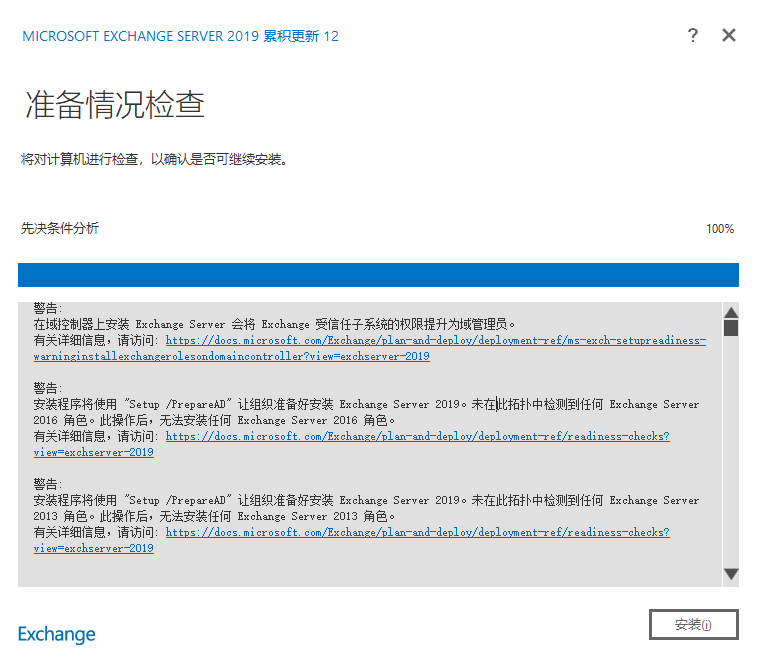 MICROSOFT EXCHANGE SERVER 2019 累积更新 12
?
准备情况检查
将对计算机进行检查，以确认是否可继续安装。
先决条件分析 100%
警告:
在域控制器上安装 Exchange Server 会将 Exchange 受信任子系统的权限提升为域管理员。
有关详细信息，请访问: https://docs.microsoft.com/Exchange/plan-and-deploy/deployment-ref/ms-exch-setupreadiness-
warninginstallexchangerolesondomaincontroller?view=exchserver-2019
警告:
安装程序将使用 "Setup /PrepareAD" 让组织准备好安装 Exchange Server 2019。未在此拓扑中检测到任何 Exchange Server
2016 角色。此操作后，无法安装任何 Exchange Server 2016 角色。
有关详细信息，请访问: https://docs.microsoft.com/Exchange/plan-and-deploy/deployment-ref/readiness-checks?
view=exchserver-2019
警告:
安装程序将使用 "Setup /PrepareAD" 让组织准备好安装 Exchange Server 2019。未在此拓扑中检测到任何 Exchange Server
2013 角色。此操作后，无法安装任何 Exchange Server 2013 角色。
有关详细信息，请访问: https://docs.microsoft.com/Exchange/plan-and-deploy/deployment-ref/readiness-checks?
view=exchserver-2019
Exchange
安装(I)